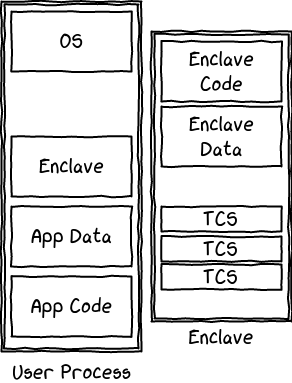 OS
Enclave
App Data
App Code
User Process
Enclave
Code
Enclave
Data
TCS
TCS
TCS
Enclave